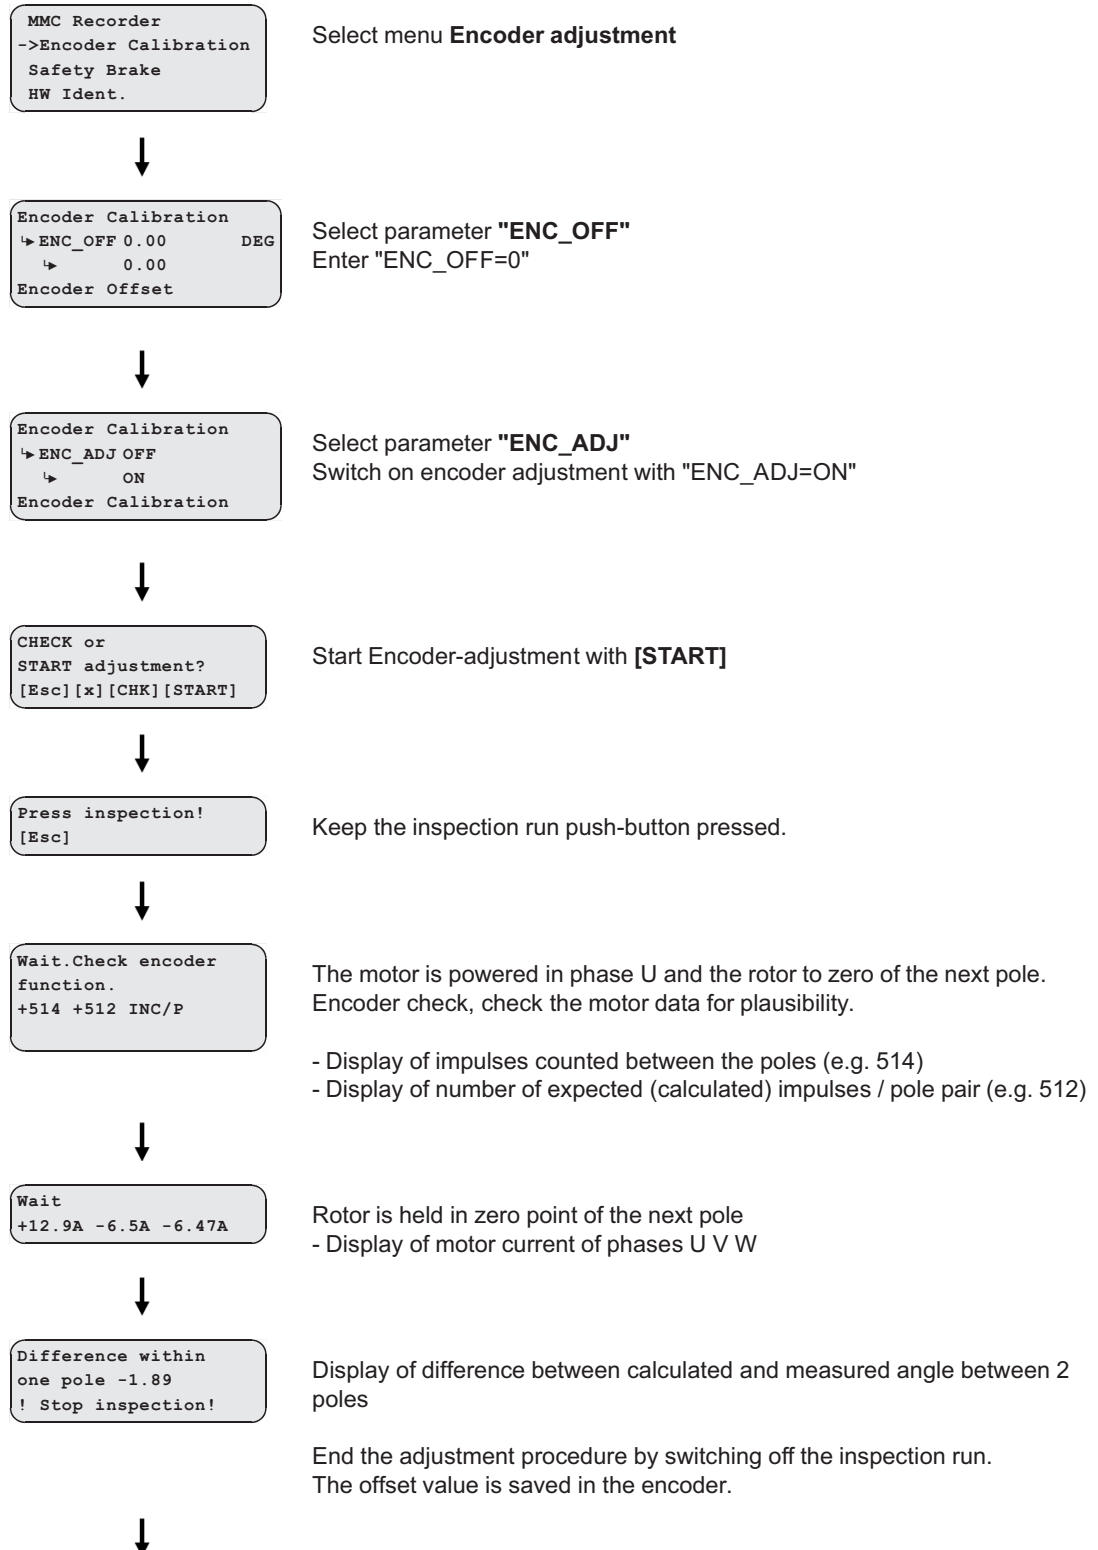 MMC Recorder
->Encoder Calibration
Safety Brake
HW Ident.
Select menu Encoder adjustment
Encoder Calibration
↳ENC_OFF 0.00 DEG
↳ 0.00
Encoder Offset
Select parameter "ENC_OFF"
Enter "ENC_OFF=0"
Encoder Calibration
↳ENC_ADJ OFF
↳ ON
Encoder Calibration
Select parameter "ENC_ADJ"
Switch on encoder adjustment with "ENC_ADJ=ON"
CHECK or
START adjustment?
[Esc][x][CHK][START]
Start Encoder-adjustment with [START]
Press inspection!
[Esc]
Keep the inspection run push-button pressed.
Wait.Check encoder
function.
+514 +512 INC/P
The motor is powered in phase U and the rotor to zero of the next pole.
Encoder check, check the motor data for plausibility.
- Display of impulses counted between the poles (e.g. 514)
- Display of number of expected (calculated) impulses / pole pair (e.g. 512)
Wait
+12.9A -6.5A -6.47A
Rotor is held in zero point of the next pole
- Display of motor current of phases U V W
Difference within
one pole -1.89
! Stop inspection!
Display of difference between calculated and measured angle between 2
poles
End the adjustment procedure by switching off the inspection run.
The offset value is saved in the encoder.